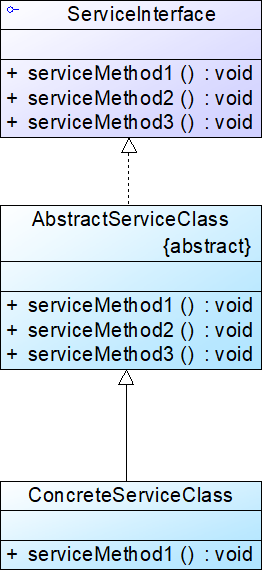 ServiceInterface
+ serviceMethod1 () : void
+ serviceMethod2 () : void
+ serviceMethod3 () : void
AbstractServiceClass
{abstract}
+ serviceMethod1 () : void
+ serviceMethod2 () : void
+ serviceMethod3 () : void
ConcreteServiceClass
+ serviceMethod1 () : void